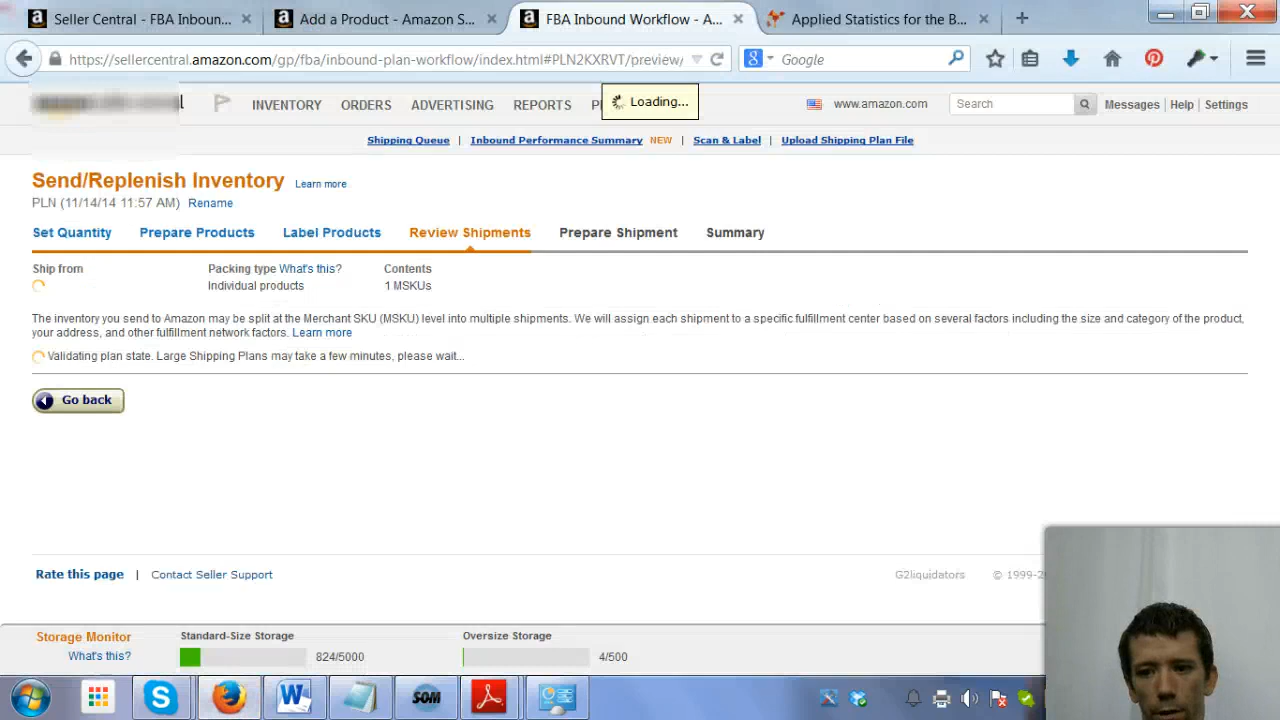 Seller Central - FBA Inboun...
Add a Product - Amazon S...
FBA Inbound Workflow - A...
Applied Statistics for the B...
https://sellercentral.amazon.com/gp/fba/inbound-plan-workflow/index.html#PLN2KXRVT/preview/
Google
INVENTORY ORDERS ADVERTISING REPORTS
Loading...
www.amazon.com Search Messages | Help | Settings
Shipping Queue | Inbound Performance Summary NEW | Scan & Label | Upload Shipping Plan File
Send/Replenish Inventory Learn more
PLN (11/14/14 11:57 AM) Rename
Set Quantity Prepare Products Label Products Review Shipments Prepare Shipment Summary
Ship from Packing type What's this? Contents
Individual products 1 MSKUs
The inventory you send to Amazon may be split at the Merchant SKU (MSKU) level into multiple shipments. We will assign each shipment to a specific fulfillment center based on several factors including the size and category of the product,
your address, and other fulfillment network factors. Learn more
Validating plan state. Large Shipping Plans may take a few minutes, please wait...
Go back
Rate this page | Contact Seller Support G2liquidators © 1999-2
Storage Monitor Standard-Size Storage Oversize Storage
What's this? 824/5000 4/500
SOM